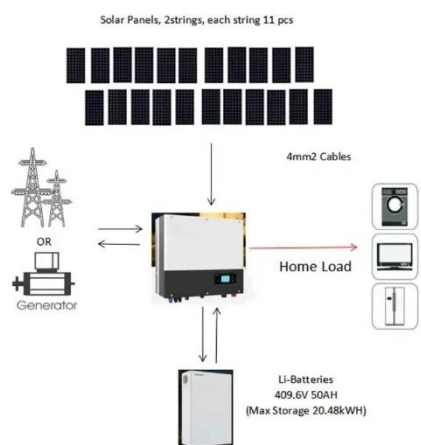 Solar Panels, 2strings, each string 11 pcs
4mm2 Cables
OR
Generator
Home Load
Li-Batteries
409.6V 50AH
(Max Storage 20.48kWH)